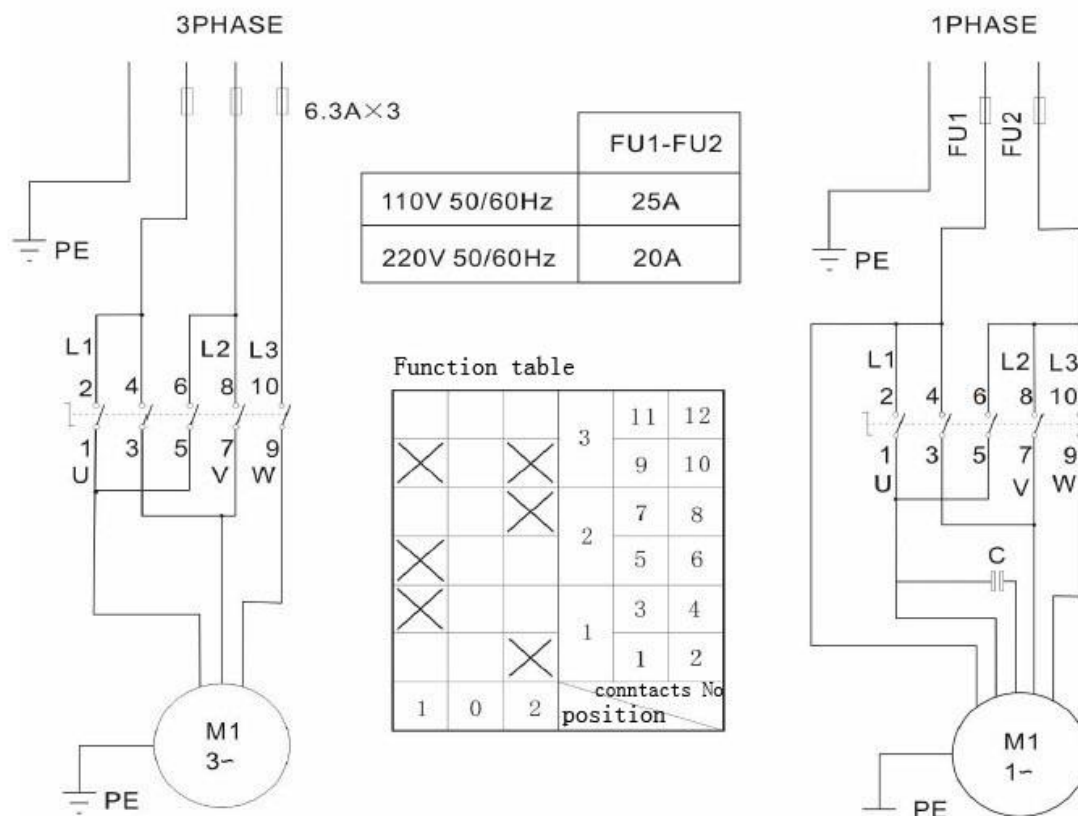 3PHASE
6.3A×3
PE
L1 L2 L3
2 4 6 8 10
1 3 5 7 9
U V W
M1
3~
PE
FU1-FU2
110V 50/60Hz 25A
220V 50/60Hz 20A
Function table
3 11 12
9 10
2 7 8
5 6
1 3 4
1 2
conntacts No
1 0 2 position
1PHASE
FU1 FU2
PE
L1 L2 L3
2 4 6 8 10
1 3 5 7 9
U V W
C
M1
1~
PE